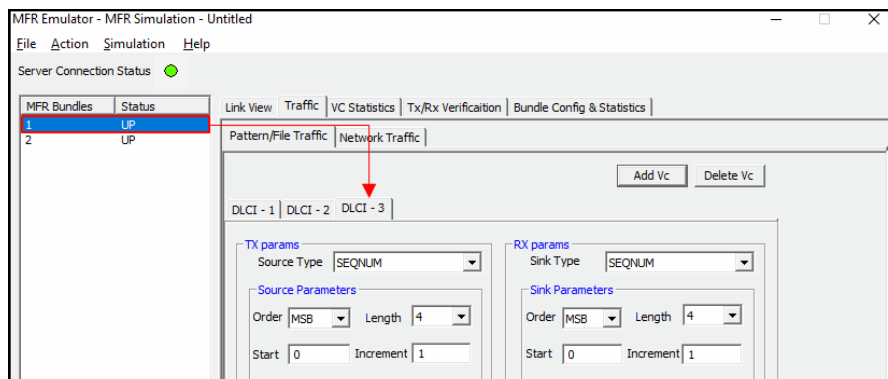 MFR Emulator - MFR Simulation - Untitled
File Action Simulation Help
Server Connection Status
MFR Bundles Status
1 UP
2 UP
Link View Traffic VC Statistics Tx/Rx Verificaition Bundle Config & Statistics
Pattern/File Traffic Network Traffic
Add Vc Delete Vc
DLCI - 1 DLCI - 2 DLCI - 3
TX params
Source Type SEQNUM
Source Parameters
Order MSB Length 4
Start 0 Increment 1
RX params
Sink Type SEQNUM
Sink Parameters
Order MSB Length 4
Start 0 Increment 1